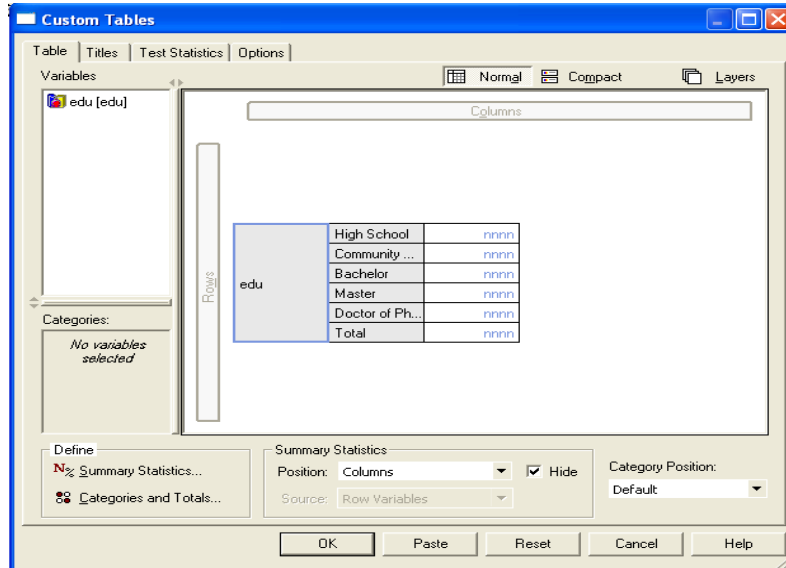 Custom Tables
Table Titles Test Statistics Options
Variables
Normal Compact Layers
edu [edu]
Columns
Rows
edu
High School nnnn
Community ... nnnn
Bachelor nnnn
Master nnnn
Doctor of Ph... nnnn
Total nnnn
Categories:
No variables
selected
Define
N% Summary Statistics...
Categories and Totals...
Summary Statistics
Position: Columns Hide
Source: Row Variables
Category Position:
Default
OK Paste Reset Cancel Help